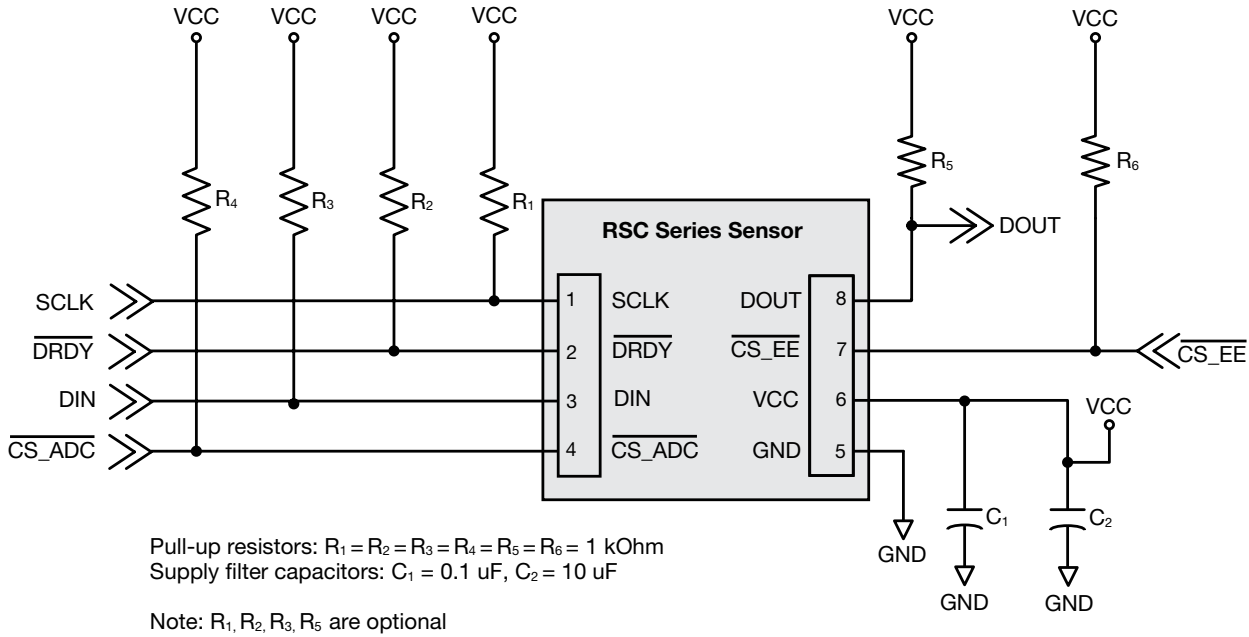 VCC VCC VCC VCC VCC VCC
R₄ R₃ R₂ R₁ R₅ R₆
RSC Series Sensor
DOUT
SCLK 1 SCLK DOUT 8
DRDY 2 DRDY CS_EE 7 CS_EE
DIN 3 DIN VCC 6 VCC
CS_ADC 4 CS_ADC GND 5
C₁ C₂
GND
GND GND
Pull-up resistors: R₁ = R₂ = R₃ = R₄ = R₅ = R₆ = 1 kOhm
Supply filter capacitors: C₁ = 0.1 uF, C₂ = 10 uF
Note: R₁, R₂, R₃, R₅ are optional